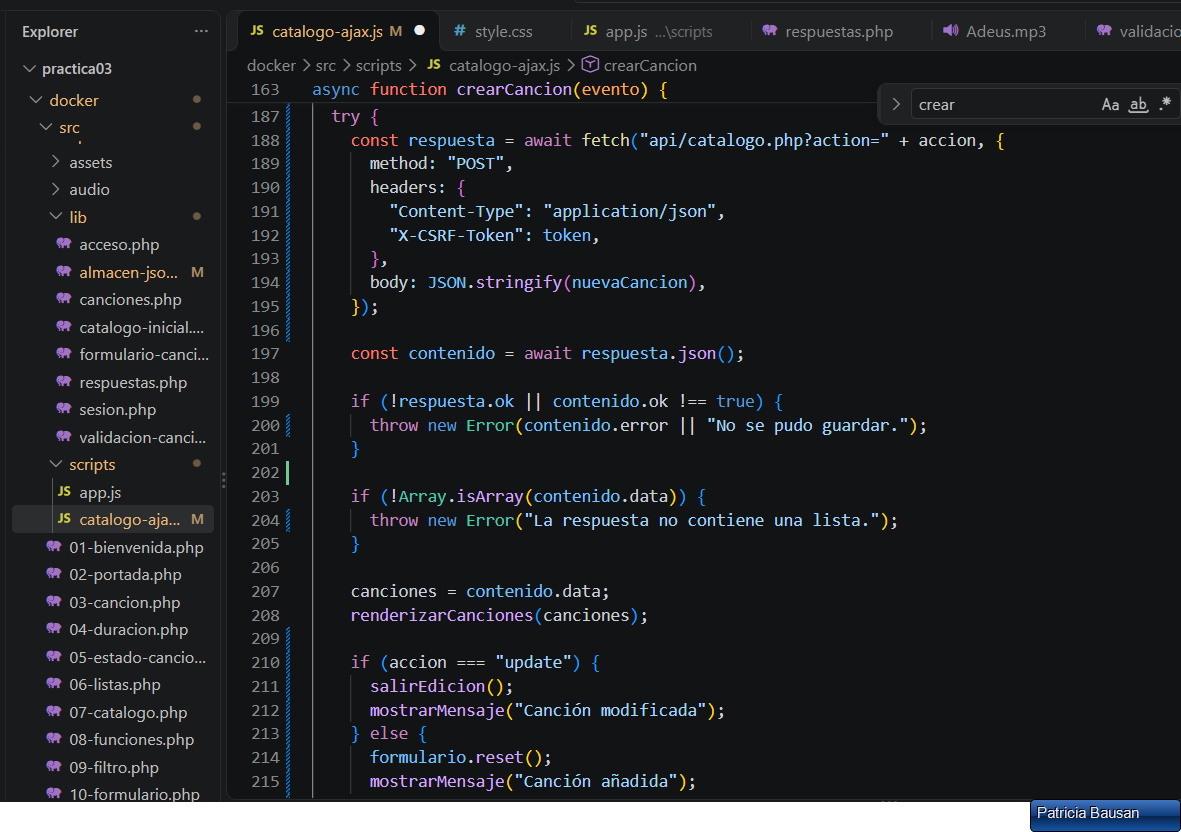 Explorer ...
practica03
docker
src
assets
audio
lib
acceso.php
almacen-jso... M
canciones.php
catalogo-inicial....
formulario-canci...
respuestas.php
sesion.php
validacion-canci...
scripts
JS app.js
JS catalogo-aja... M
01-bienvenida.php
02-portada.php
03-cancion.php
04-duracion.php
05-estado-cancio...
06-listas.php
07-catalogo.php
08-funciones.php
09-filtro.php
10-formulario.php
JS catalogo-ajax.js M # style.css JS app.js ...\scripts respuestas.php Adeus.mp3 validacio
docker > src > scripts > JS catalogo-ajax.js > crearCancion
crear Aa ab .*
163 async function crearCancion(evento) {
187 try {
188 const respuesta = await fetch("api/catalogo.php?action=" + accion, {
189 method: "POST",
190 headers: {
191 "Content-Type": "application/json",
192 "X-CSRF-Token": token,
193 },
194 body: JSON.stringify(nuevaCancion),
195 });
196
197 const contenido = await respuesta.json();
198
199 if (!respuesta.ok || contenido.ok !== true) {
200 throw new Error(contenido.error || "No se pudo guardar.");
201 }
202
203 if (!Array.isArray(contenido.data)) {
204 throw new Error("La respuesta no contiene una lista.");
205 }
206
207 canciones = contenido.data;
208 renderizarCanciones(canciones);
209
210 if (accion === "update") {
211 salirEdicion();
212 mostrarMensaje("Canción modificada");
213 } else {
214 formulario.reset();
215 mostrarMensaje("Canción añadida");
Patricia Bausan